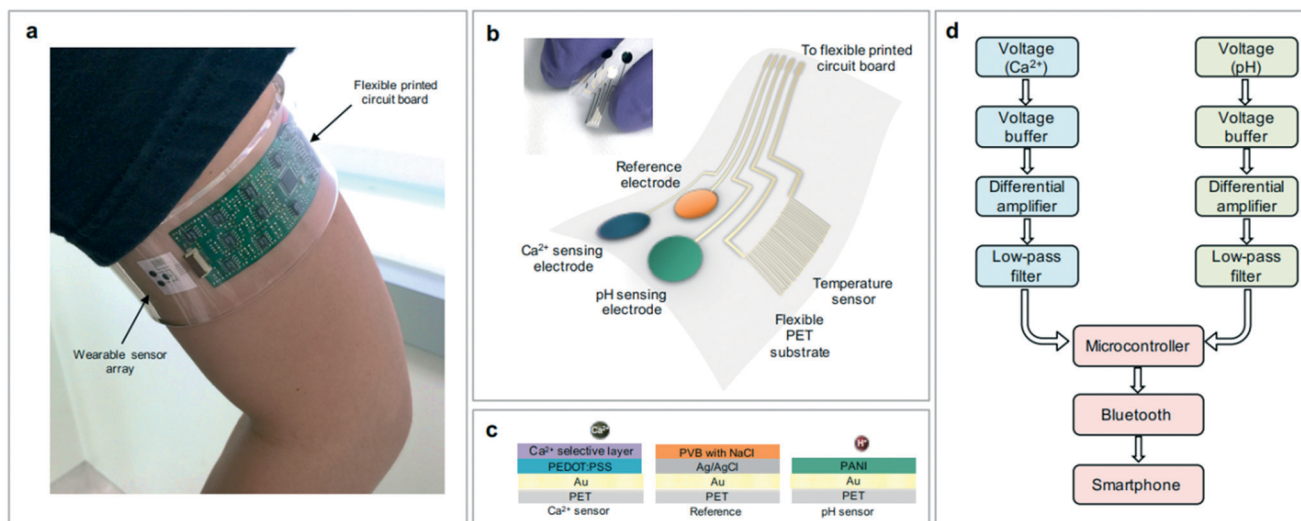 a
Flexible printed
circuit board
Wearable sensor
array
b
To flexible printed
circuit board
Reference
electrode
Ca²⁺ sensing
electrode
pH sensing
electrode
Temperature
sensor
Flexible
PET
substrate
c
Ca²⁺
Ca²⁺ selective layer
PEDOT:PSS
Au
PET
Ca²⁺ sensor
PVB with NaCl
Ag/AgCl
Au
PET
Reference
H⁺
PANI
Au
PET
pH sensor
d
Voltage
(Ca²⁺)
Voltage
buffer
Differential
amplifier
Low-pass
filter
Voltage
(pH)
Voltage
buffer
Differential
amplifier
Low-pass
filter
Microcontroller
Bluetooth
Smartphone